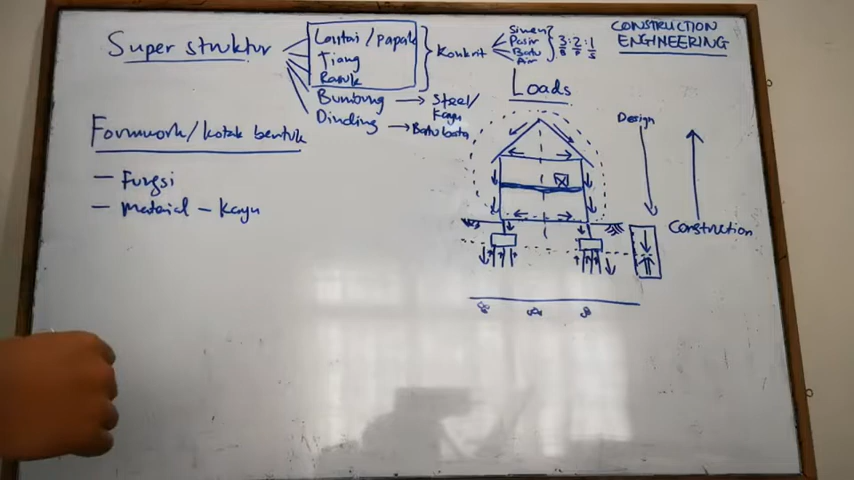 Super struktur
Lantai / papak
Tiang
Rasuk
Bumbung → Steel/
Kayu
Dinding → Batu bata
Konkrit
Simen
Pasir
Batu
Air
3:2:1
CONSTRUCTION
ENGINEERING
Loads
Design
Construction
Formwork / kotak bentuk
— Fungsi
— Material — Kayu